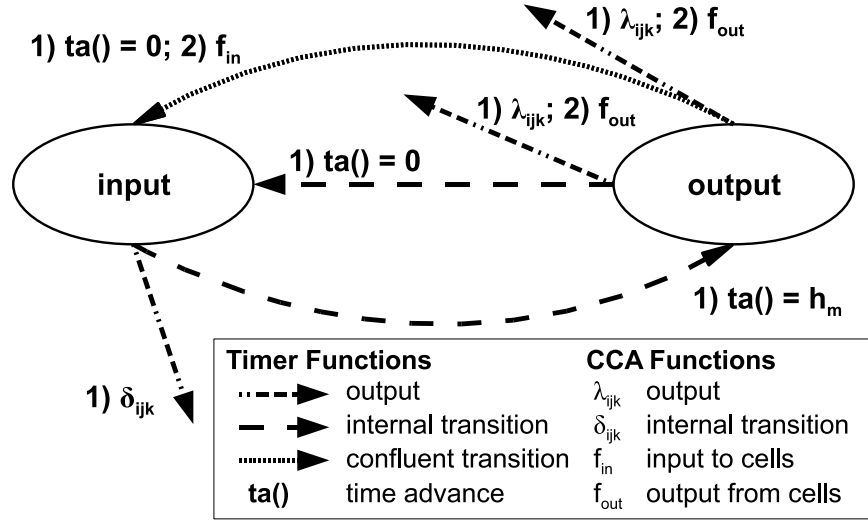 1) λijk; 2) fout
1) ta() = 0; 2) fin
1) λijk; 2) fout
1) ta() = 0
input
output
1) ta() = hm
1) δijk
Timer Functions
output
internal transition
confluent transition
ta() time advance
CCA Functions
λijk output
δijk internal transition
fin input to cells
fout output from cells